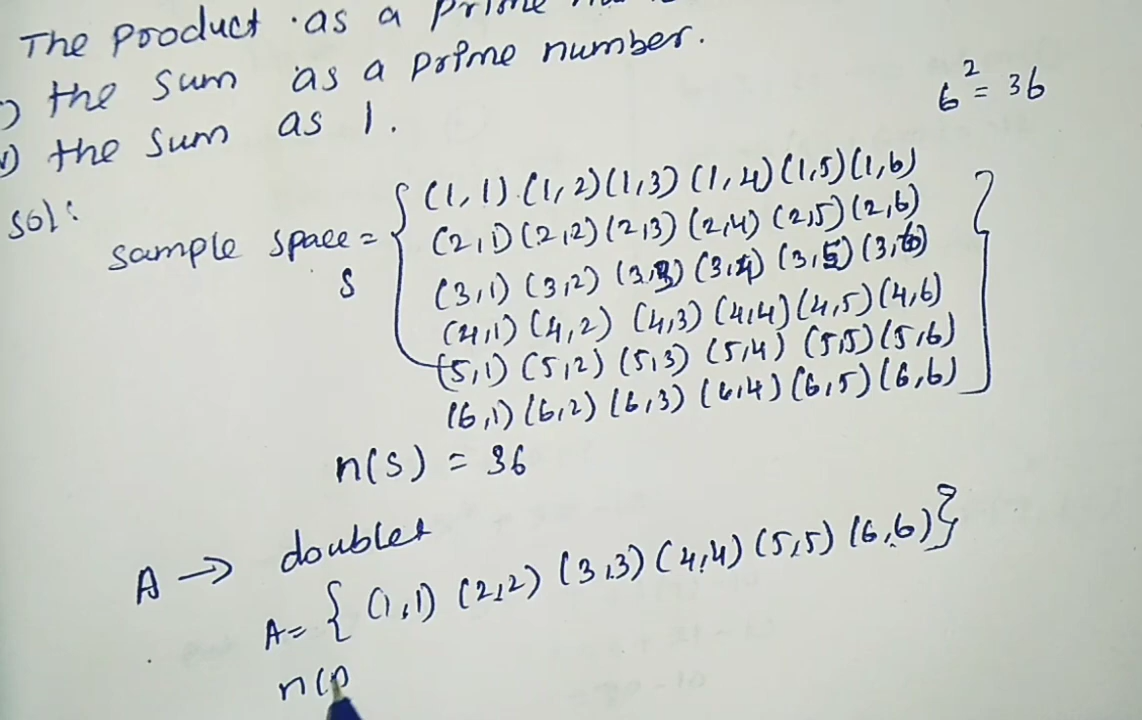 The product as a prime
) the sum as a prime number.
) the sum as 1.
6² = 36
sol:
sample space = { (1,1) (1,2) (1,3) (1,4) (1,5) (1,6)
S
(2,1) (2,2) (2,3) (2,4) (2,5) (2,6)
(3,1) (3,2) (3,3) (3,4) (3,5) (3,6)
(4,1) (4,2) (4,3) (4,4) (4,5) (4,6)
(5,1) (5,2) (5,3) (5,4) (5,5) (5,6)
(6,1) (6,2) (6,3) (6,4) (6,5) (6,6) }
n(S) = 36
A → doublet
A = { (1,1) (2,2) (3,3) (4,4) (5,5) (6,6) }
n(